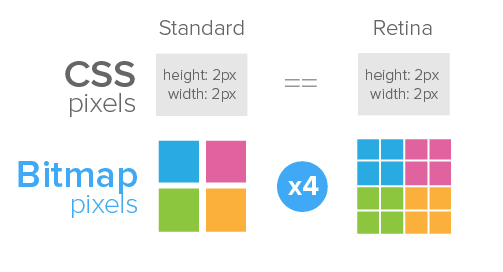 Standard
Retina
CSS
pixels
height: 2px
width: 2px
==
height: 2px
width: 2px
Bitmap
pixels
x4